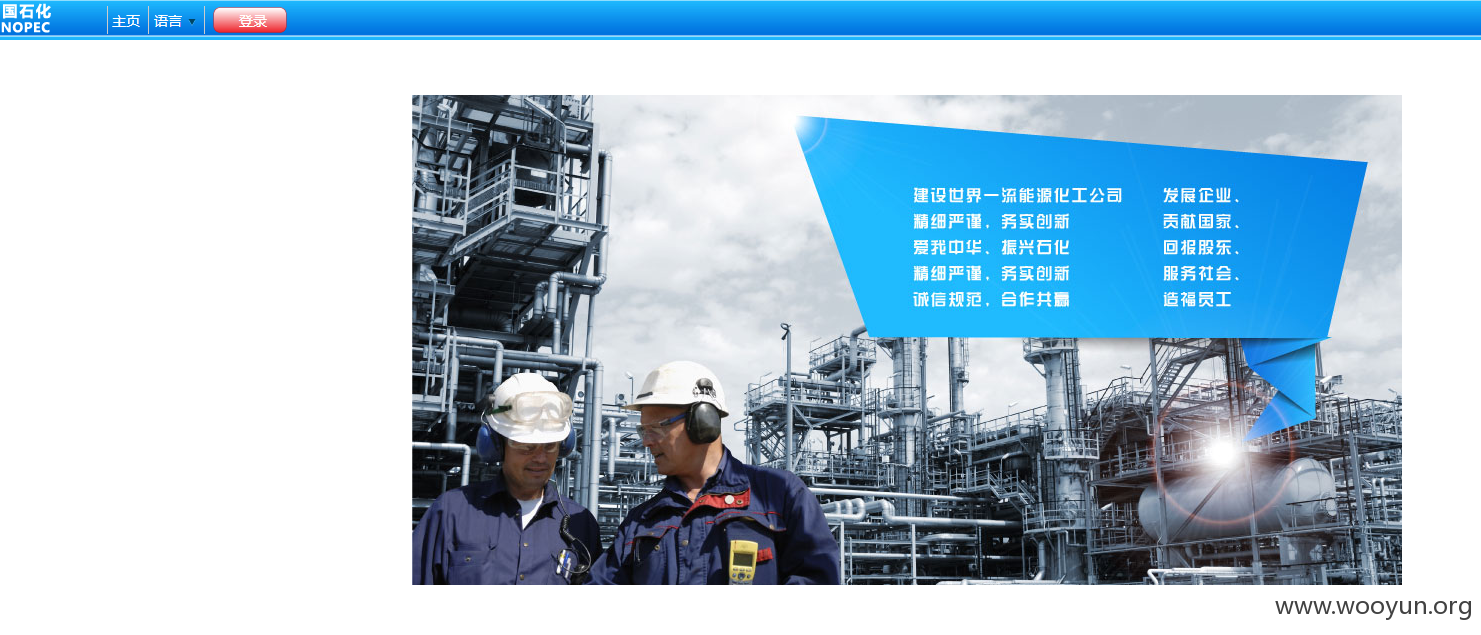 国石化
NOPEC
主页
语言
登录
建设世界一流能源化工公司
精细严谨，务实创新
爱我中华、振兴石化
精细严谨，务实创新
诚信规范，合作共赢
发展企业、
贡献国家、
回报股东、
服务社会、
造福员工
www.wooyun.org